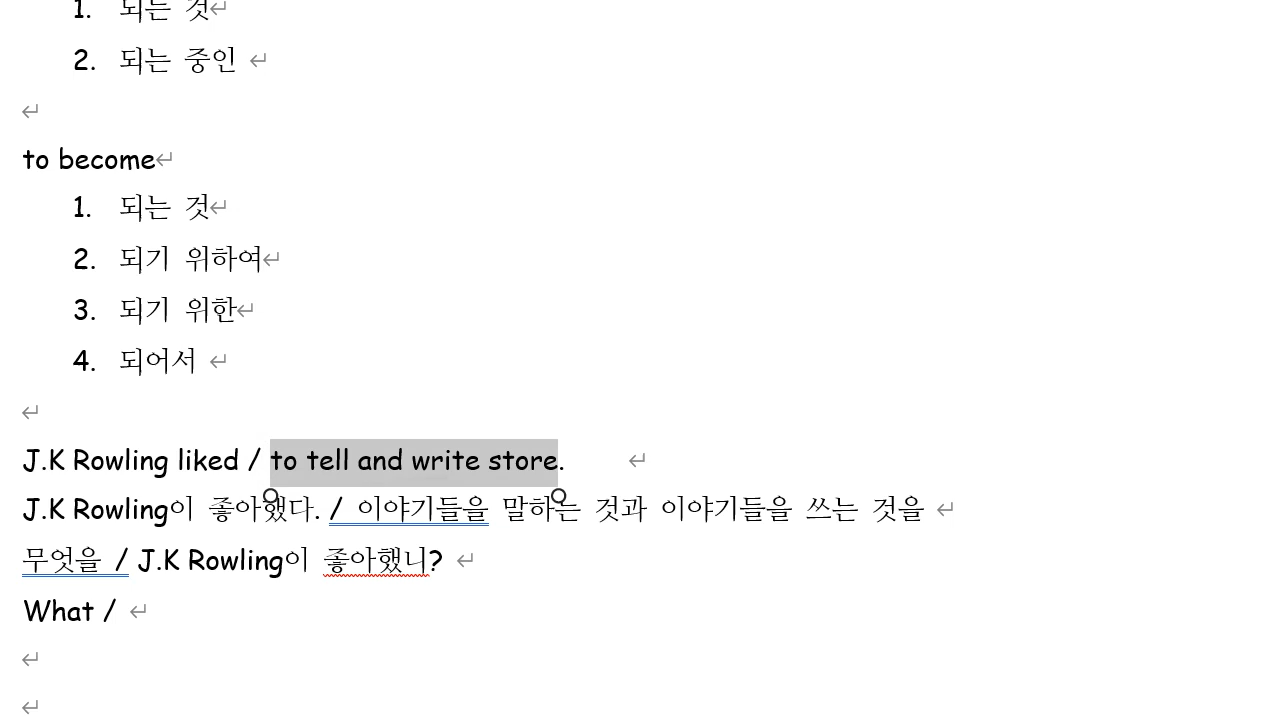 1. 되는 것
2. 되는 중인
to become
1. 되는 것
2. 되기 위하여
3. 되기 위한
4. 되어서
J.K Rowling liked / to tell and write store.
J.K Rowling이 좋아했다. / 이야기들을 말하는 것과 이야기들을 쓰는 것을
무엇을 / J.K Rowling이 좋아했니?
What /